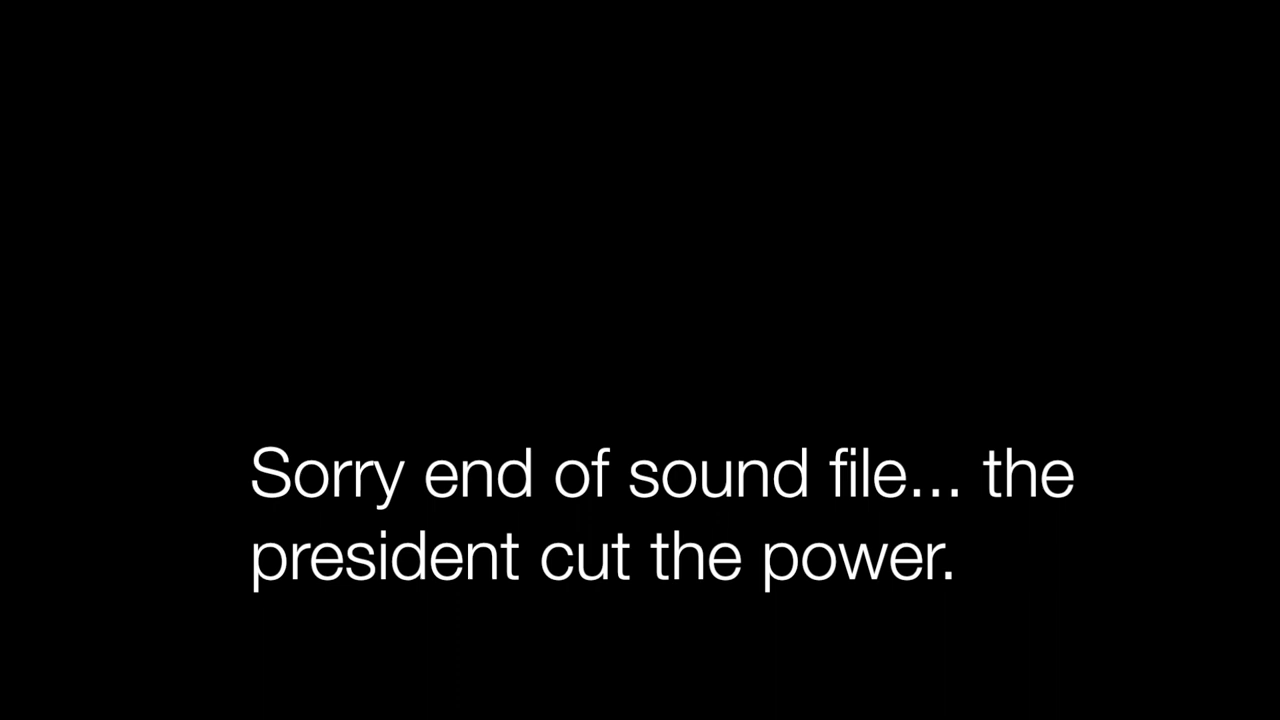 Sorry end of sound file... the
president cut the power.